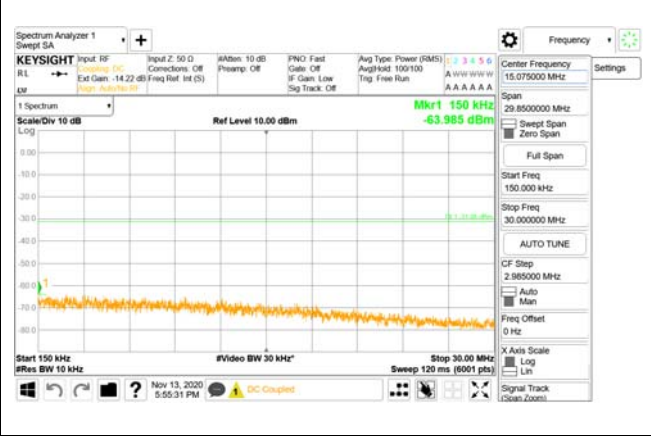 Spectrum Analyzer 1
Swept SA
Frequency
KEYSIGHT
RL
Input: RF
Coupling: DC
Ext Gain: -14.22 dB
Align: Auto/No RF
Input Z: 50 Ω
Corrections: Off
Freq Ref: Int (S)
#Atten: 10 dB
Preamp: Off
PNO: Fast
Gate: Off
IF Gain: Low
Sig Track: Off
Avg Type: Power (RMS)
Avg|Hold: 100/100
Trig: Free Run
1 2 3 4 5 6
A W W W W W
A A A A A A
1 Spectrum
Scale/Div 10 dB
Ref Level 10.00 dBm
Mkr1 150 kHz
-63.985 dBm
Log
0.00
-10.0
-20.0
-30.0
-40.0
-50.0
-60.0
-70.0
-80.0
1
Start 150 kHz
#Res BW 10 kHz
#Video BW 30 kHz*
Stop 30.00 MHz
Sweep 120 ms (6001 pts)
Nov 13, 2020
5:55:31 PM
DC Coupled
Center Frequency
15.075000 MHz
Settings
Span
29.8500000 MHz
Swept Span
Zero Span
Full Span
Start Freq
150.000 kHz
Stop Freq
30.000000 MHz
AUTO TUNE
CF Step
2.985000 MHz
Auto
Man
Freq Offset
0 Hz
X Axis Scale
Log
Lin
Signal Track
(Span Zoom)